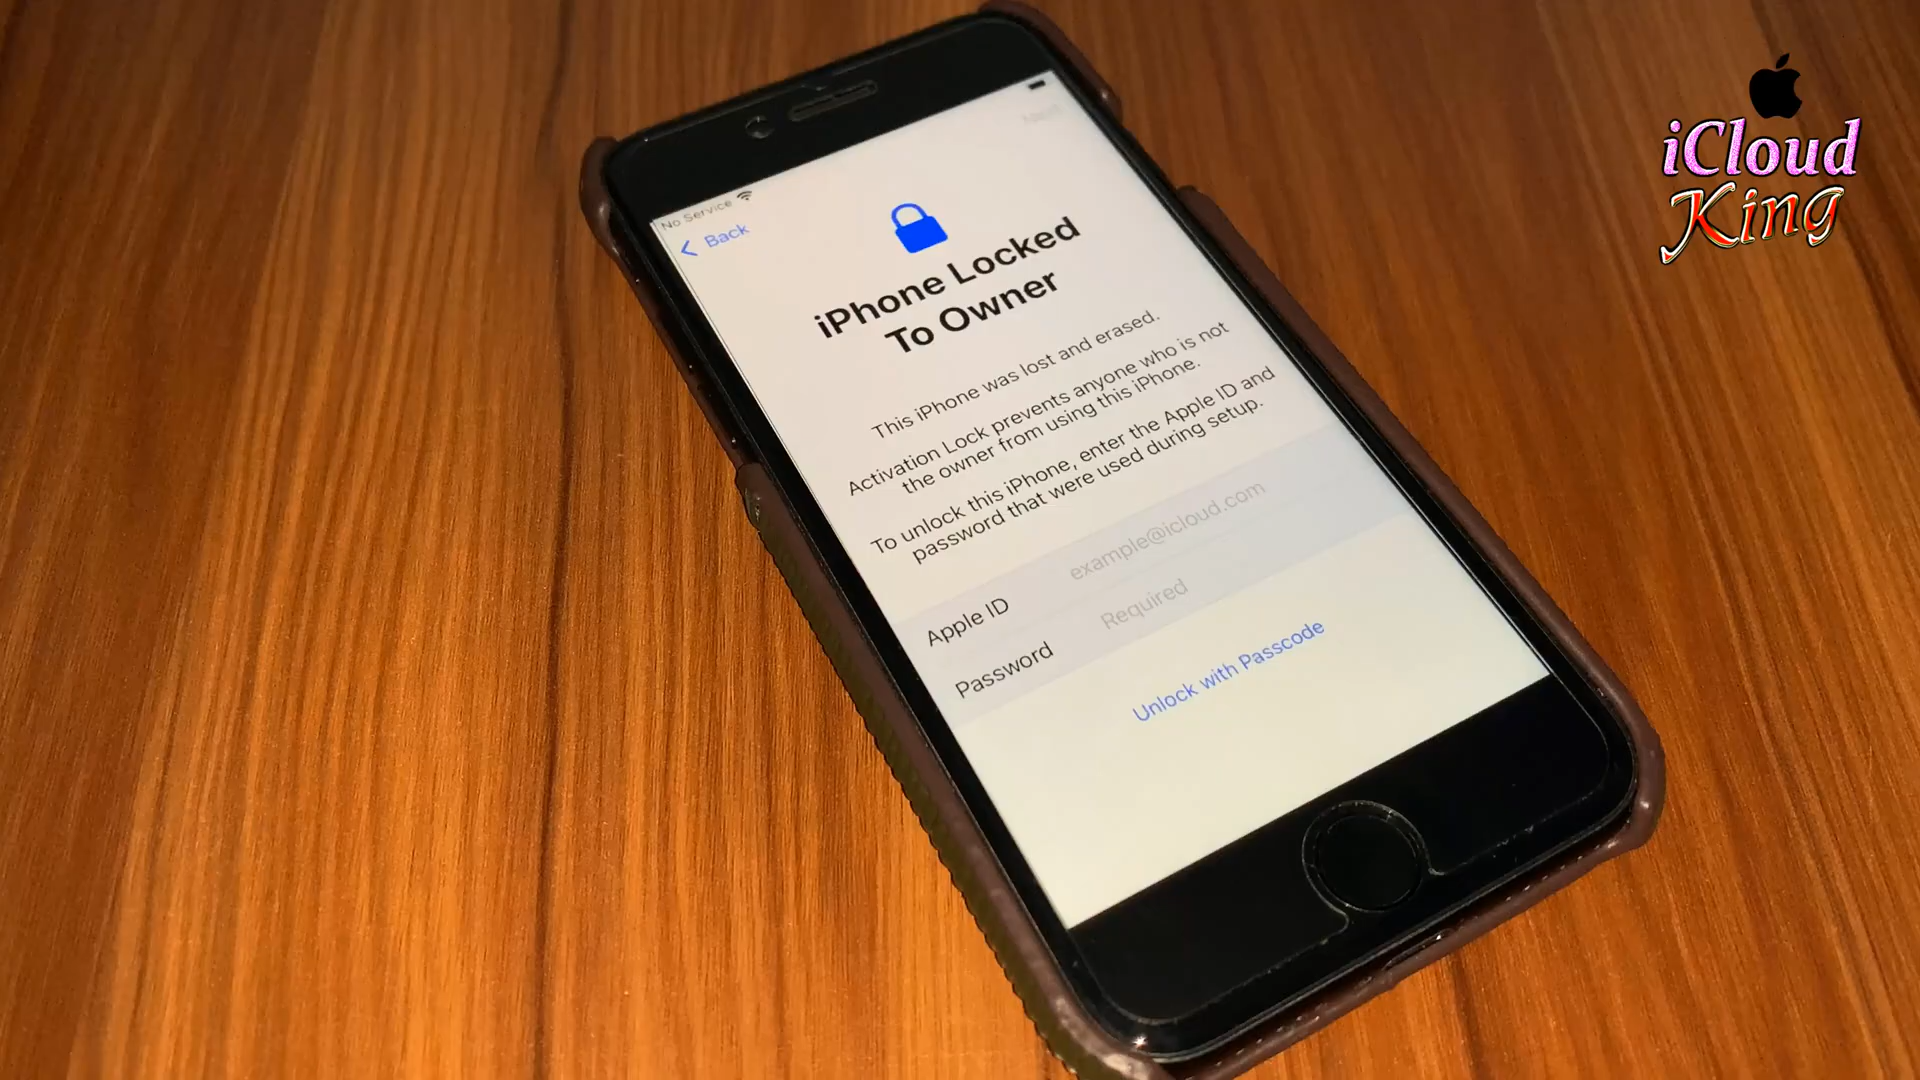 No Service
Next
Back
iPhone Locked
To Owner
This iPhone was lost and erased.
Activation Lock prevents anyone who is not
the owner from using this iPhone.
To unlock this iPhone, enter the Apple ID and
password that were used during setup.
Apple ID example@icloud.com
Password Required
Unlock with Passcode
iCloud
King